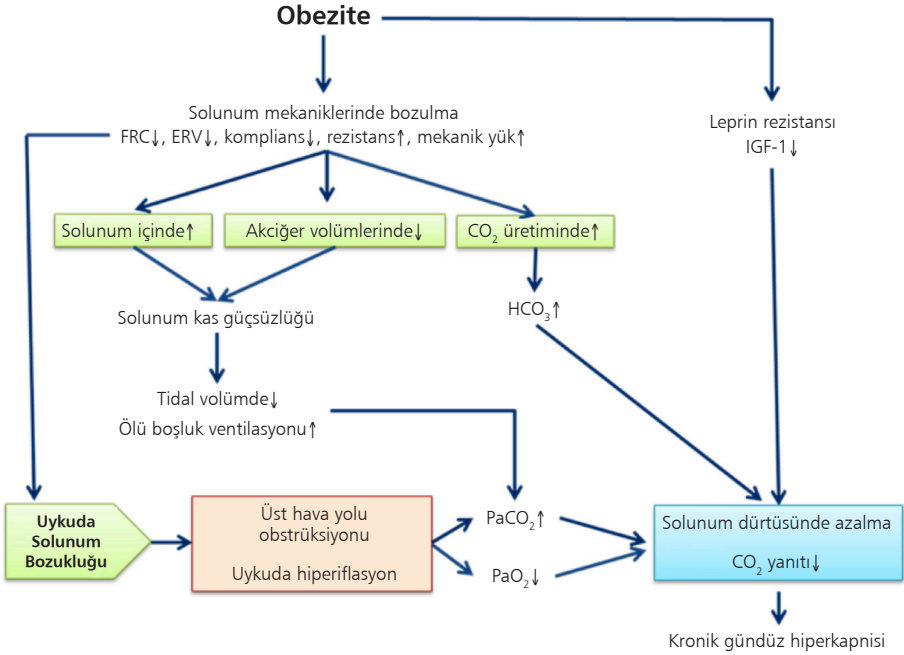 Obezite
Solunum mekaniklerinde bozulma
FRC↓, ERV↓, komplians↓, rezistans↑, mekanik yük↑
Leprin rezistansı
IGF-1↓
Solunum içinde↑
Akciğer volümlerinde↓
CO₂ üretiminde↑
Solunum kas güçsüzlüğü
HCO₃↑
Tidal volümde↓
Ölü boşluk ventilasyonu↑
Uykuda
Solunum
Bozukluğu
Üst hava yolu
obstrüksiyonu
Uykuda hiperiflasyon
PaCO₂↑
PaO₂↓
Solunum dürtüsünde azalma
CO₂ yanıtı↓
Kronik gündüz hiperkapnisi